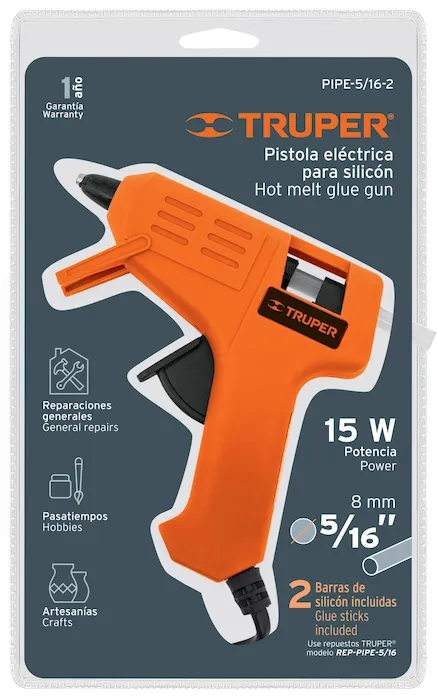 PIPE-5/16-2
1 año
Garantía
Warranty
TRUPER®
Pistola eléctrica
para silicón
Hot melt glue gun
TRUPER
Reparaciones
generales
General repairs
15 W
Potencia
Power
Pasatiempos
Hobbies
8 mm
5/16"
Artesanías
Crafts
2 Barras de
silicón incluidas
Glue sticks
included
Use repuestos TRUPER®
modelo REP-PIPE-5/16